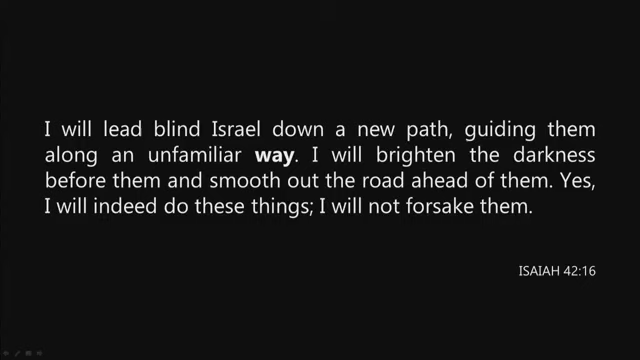 I will lead blind Israel down a new path, guiding them
along an unfamiliar way. I will brighten the darkness
before them and smooth out the road ahead of them. Yes,
I will indeed do these things; I will not forsake them.
ISAIAH 42:16